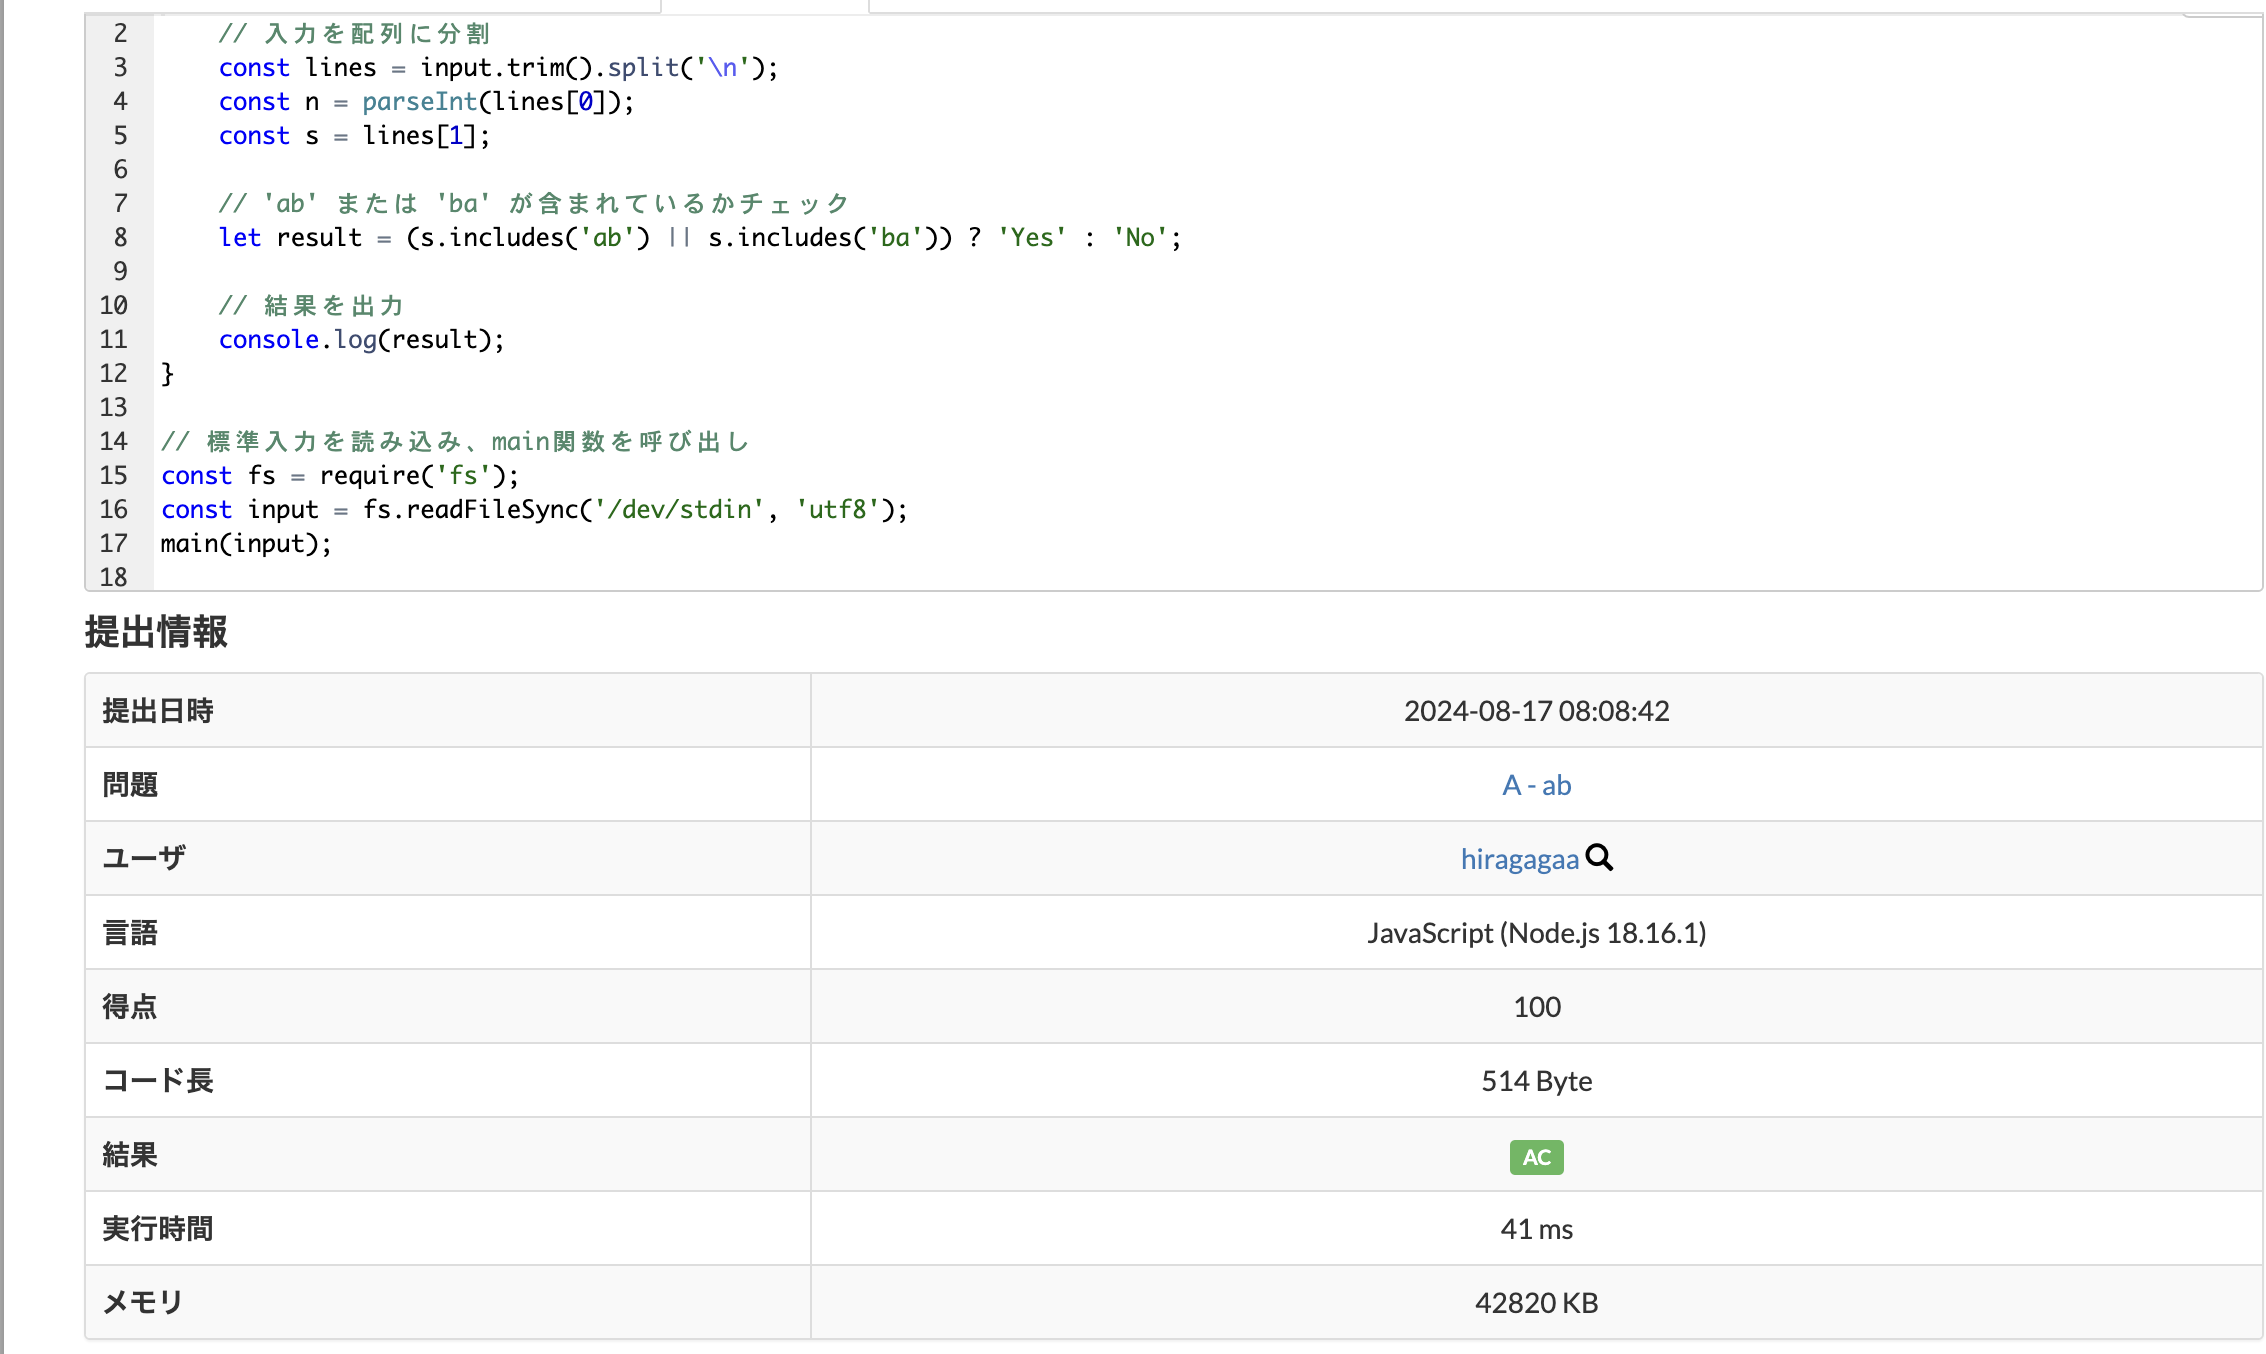 2 // 入力を配列に分割
3 const lines = input.trim().split('\n');
4 const n = parseInt(lines[0]);
5 const s = lines[1];
6
7 // 'ab' または 'ba' が含まれているかチェック
8 let result = (s.includes('ab') || s.includes('ba')) ? 'Yes' : 'No';
9
10 // 結果を出力
11 console.log(result);
12 }
13
14 // 標準入力を読み込み、main関数を呼び出し
15 const fs = require('fs');
16 const input = fs.readFileSync('/dev/stdin', 'utf8');
17 main(input);
18
提出情報
提出日時 2024-08-17 08:08:42
問題 A - ab
ユーザ hiragagaa
言語 JavaScript (Node.js 18.16.1)
得点 100
コード長 514 Byte
結果 AC
実行時間 41 ms
メモリ 42820 KB